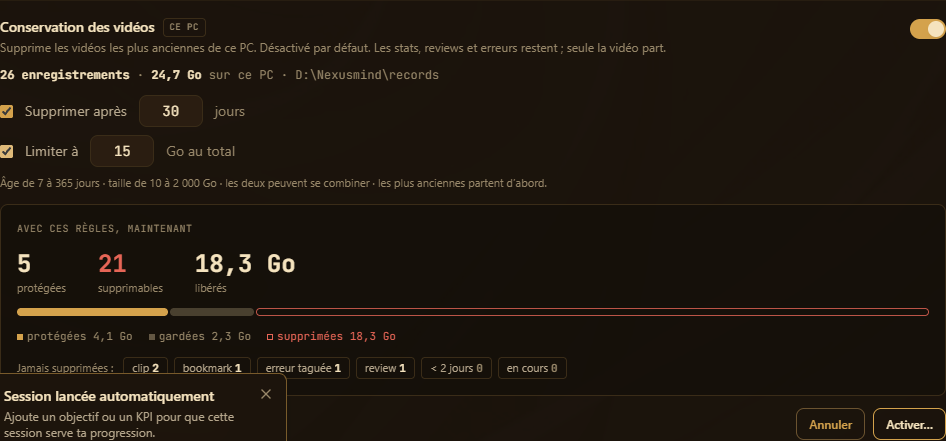 Conservation des vidéos CE PC
Supprime les vidéos les plus anciennes de ce PC. Désactivé par défaut. Les stats, reviews et erreurs restent ; seule la vidéo part.
26 enregistrements · 24,7 Go sur ce PC · D:\Nexusmind\records
Supprimer après 30 jours
Limiter à 15 Go au total
Âge de 7 à 365 jours · taille de 10 à 2 000 Go · les deux peuvent se combiner · les plus anciennes partent d'abord.
AVEC CES RÈGLES, MAINTENANT
5 21 18,3 Go
protégées supprimables libérés
protégées 4,1 Go gardées 2,3 Go supprimées 18,3 Go
Jamais supprimées : clip 2 bookmark 1 erreur taguée 1 review 1 < 2 jours 0 en cours 0
Session lancée automatiquement
Ajoute un objectif ou un KPI pour que cette
session serve ta progression.
Annuler Activer...